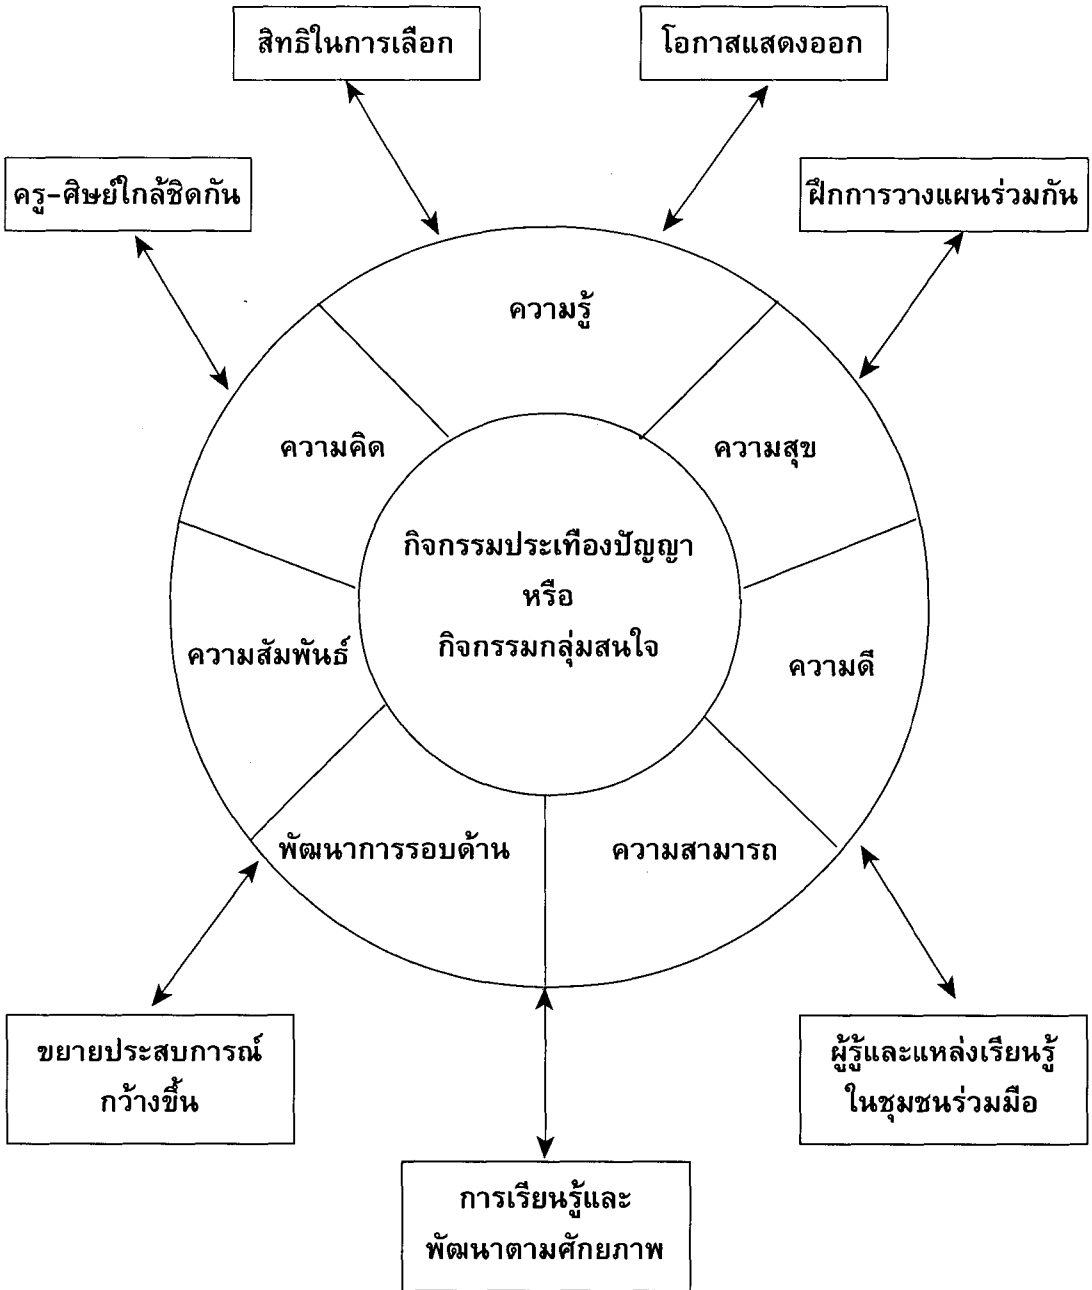 สิทธิในการเลือก
โอกาสแสดงออก
ครู-ศิษย์ใกล้ชิดกัน
ฝึกการวางแผนร่วมกัน
ความรู้
ความคิด
ความสุข
กิจกรรมประเทืองปัญญา
หรือ
กิจกรรมกลุ่มสนใจ
ความสัมพันธ์
ความดี
พัฒนาการรอบด้าน
ความสามารถ
ขยายประสบการณ์
กว้างขึ้น
ผู้รู้และแหล่งเรียนรู้
ในชุมชนร่วมมือ
การเรียนรู้และ
พัฒนาตามศักยภาพ